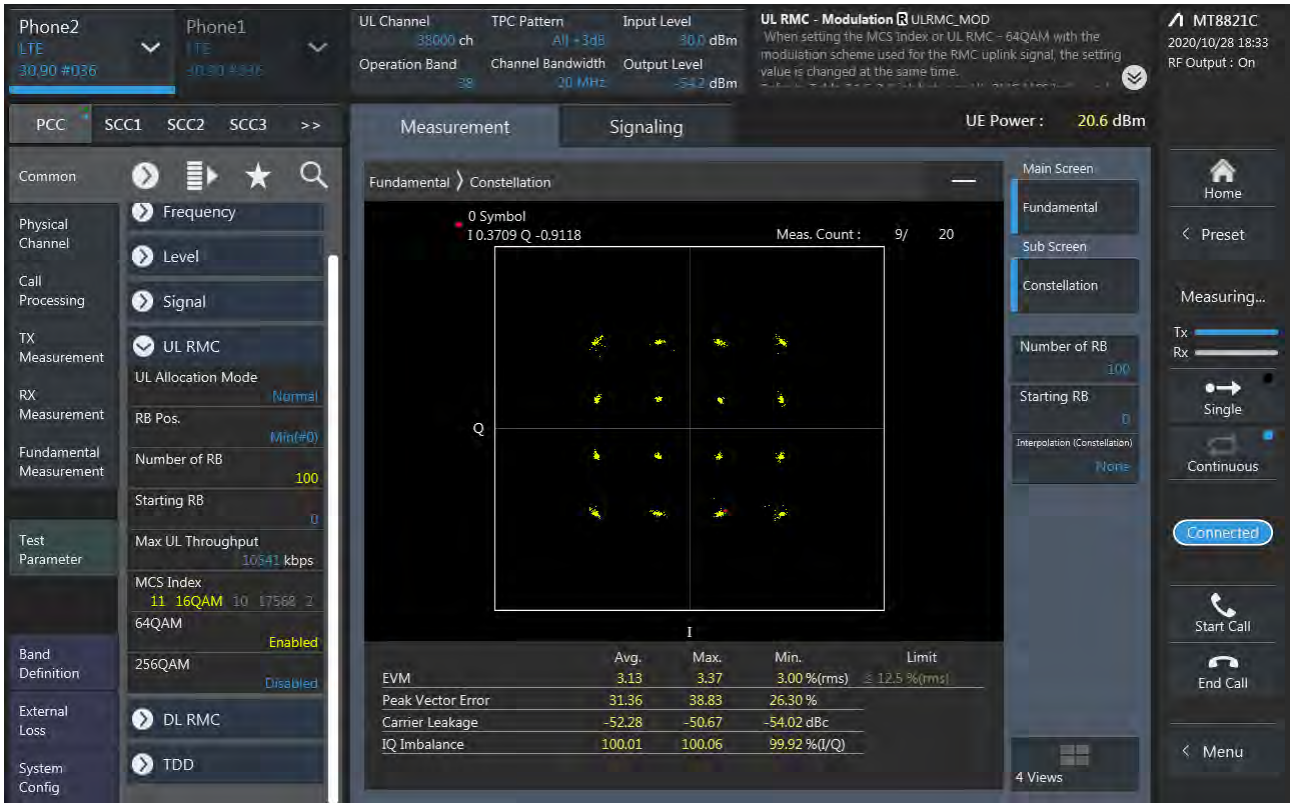 Phone2
LTE
30.90 #036
Phone1
LTE
30.90 #036
UL Channel
38000 ch
Operation Band
38
TPC Pattern
All +3dB
Channel Bandwidth
20 MHz
Input Level
30.0 dBm
Output Level
-54.2 dBm
UL RMC - Modulation R ULRMC_MOD
When setting the MCS Index or UL RMC - 64QAM with the
modulation scheme used for the RMC uplink signal, the setting
value is changed at the same time.
MT8821C
2020/10/28 18:33
RF Output : On
PCC SCC1 SCC2 SCC3 >>
Measurement
Signaling
UE Power : 20.6 dBm
Common
Physical
Channel
Call
Processing
TX
Measurement
RX
Measurement
Fundamental
Measurement
Test
Parameter
Band
Definition
External
Loss
System
Config
Frequency
Level
Signal
UL RMC
UL Allocation Mode
Normal
RB Pos.
Min(#0)
Number of RB
100
Starting RB
0
Max UL Throughput
10541 kbps
MCS Index
11 16QAM 10 17568 2
64QAM
Enabled
256QAM
Disabled
DL RMC
TDD
Fundamental 〉 Constellation
0 Symbol
I 0.3709 Q -0.9118
Meas. Count : 9/ 20
Q
I
Avg. Max. Min. Limit
EVM 3.13 3.37 3.00 %(rms) ≦ 12.5 %(rms)
Peak Vector Error 31.36 38.83 26.30 %
Carrier Leakage -52.28 -50.67 -54.02 dBc
IQ Imbalance 100.01 100.06 99.92 %(I/Q)
Main Screen
Fundamental
Sub Screen
Constellation
Number of RB
100
Starting RB
0
Interpolation (Constellation)
None
4 Views
Home
< Preset
Measuring...
Tx
Rx
Single
Continuous
Connected
Start Call
End Call
< Menu